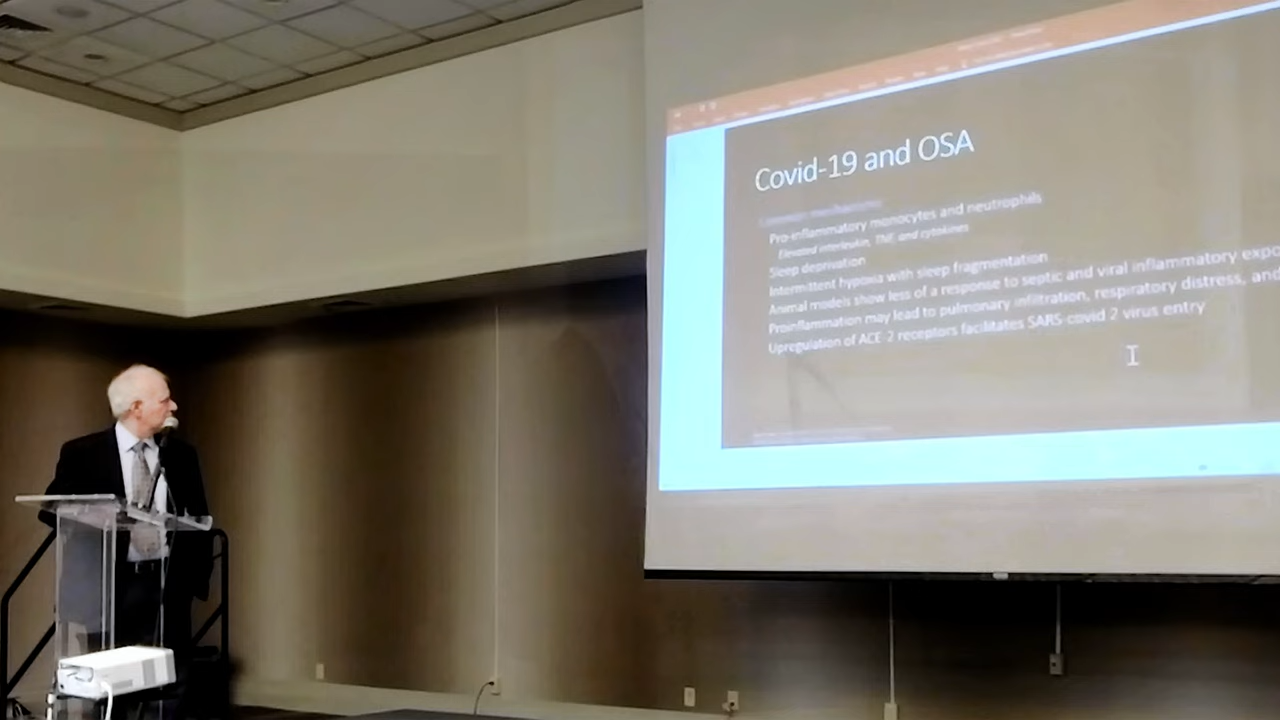 Covid-19 and OSA
Pro-inflammatory monocytes and neutrophils
Elevated interleukin, TNF and cytokines
Sleep deprivation
Intermittent hypoxia with sleep fragmentation
Animal models show less of a response to septic and viral inflammatory
Proinflammation may lead to pulmonary infiltration, respiratory distress, and
Upregulation of ACE-2 receptors facilitates SARS-covid 2 virus entry